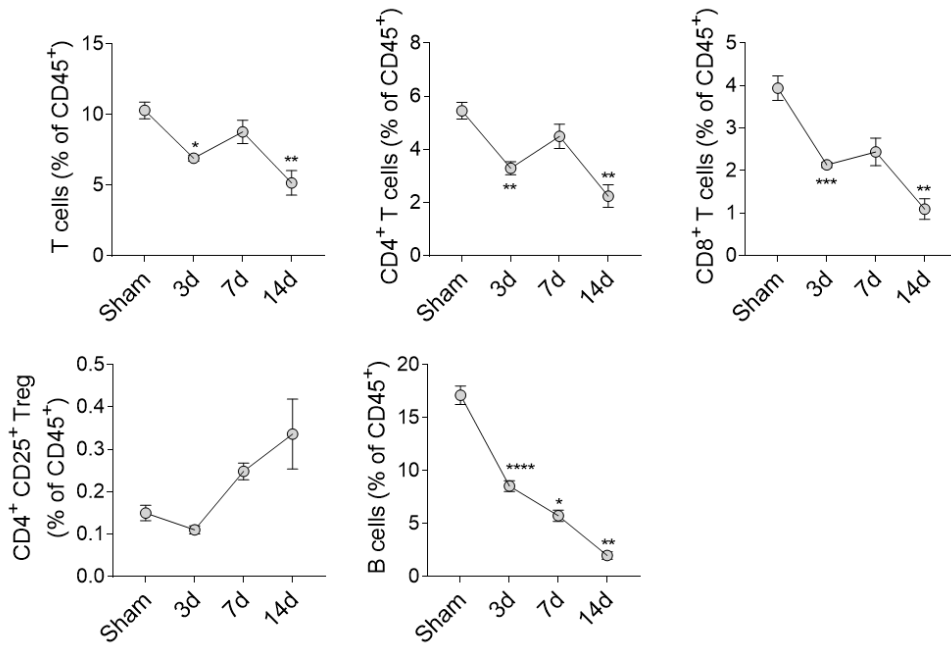 T cells (% of CD45⁺)
15
10
5
0
*
**
Sham
3d
7d
14d
CD4⁺ T cells (% of CD45⁺)
8
6
4
2
0
**
**
Sham
3d
7d
14d
CD8⁺ T cells (% of CD45⁺)
5
4
3
2
1
0
***
**
Sham
3d
7d
14d
CD4⁺ CD25⁺ Treg
(% of CD45⁺)
0.5
0.4
0.3
0.2
0.1
0.0
Sham
3d
7d
14d
B cells (% of CD45⁺)
20
15
10
5
0
****
*
**
Sham
3d
7d
14d